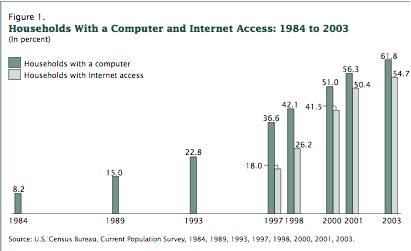 Figure 1.
Households With a Computer and Internet Access: 1984 to 2003
(In percent)
Households with a computer
Households with Internet access
8.2
15.0
22.8
36.6
18.0
42.1
26.2
51.0
41.5
56.3
50.4
61.8
54.7
1984 1989 1993 1997 1998 2000 2001 2003
Source: U.S. Census Bureau, Current Population Survey, 1984, 1989, 1993, 1997, 1998, 2000, 2001, 2003.